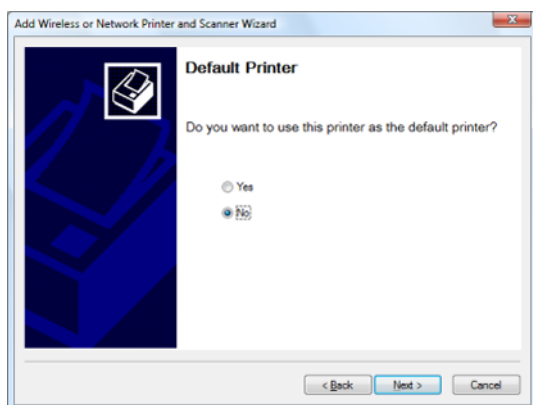 Add Wireless or Network Printer and Scanner Wizard
Default Printer
Do you want to use this printer as the default printer?
Yes
No
< Back Next > Cancel